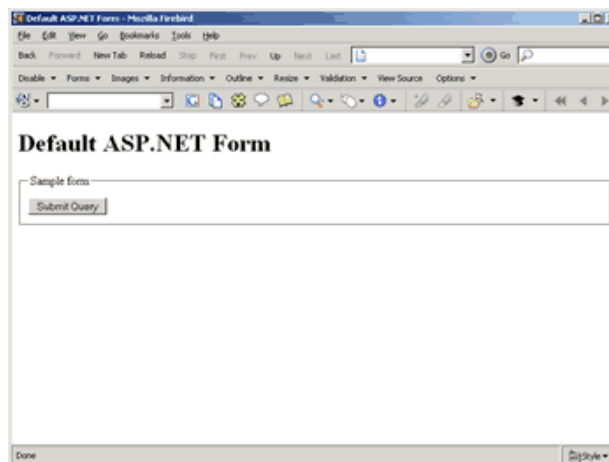 Default ASP.NET Form - Mozilla Firebird
File Edit View Go Bookmarks Tools Help
Back Forward New Tab Reload Stop First Prev Up Next Last Go
Disable Forms Images Information Outline Resize Validation View Source Options
Default ASP.NET Form
Sample form
Submit Query
Done Style